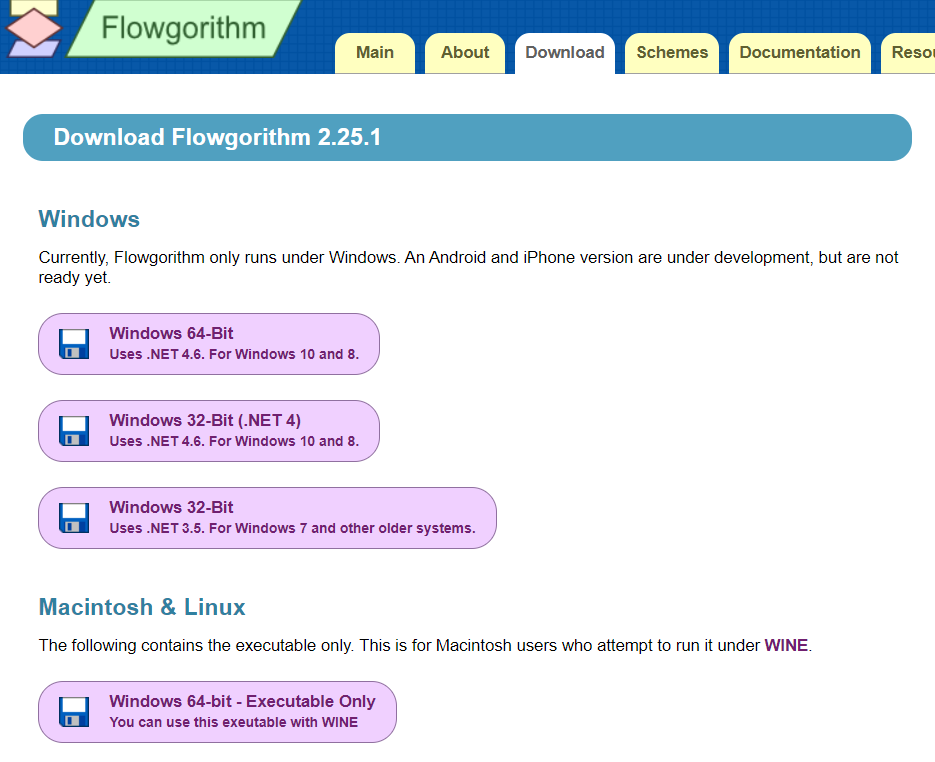 Flowgorithm
Main
About
Download
Schemes
Documentation
Resou
Download Flowgorithm 2.25.1
Windows
Currently, Flowgorithm only runs under Windows. An Android and iPhone version are under development, but are not
ready yet.
Windows 64-Bit
Uses .NET 4.6. For Windows 10 and 8.
Windows 32-Bit (.NET 4)
Uses .NET 4.6. For Windows 10 and 8.
Windows 32-Bit
Uses .NET 3.5. For Windows 7 and other older systems.
Macintosh & Linux
The following contains the executable only. This is for Macintosh users who attempt to run it under WINE.
Windows 64-bit - Executable Only
You can use this exeutable with WINE